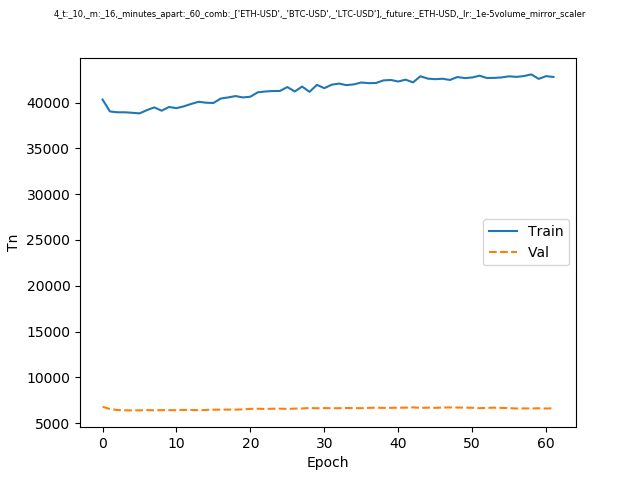 4_t:_10,_m:_16,_minutes_apart:_60_comb:_['ETH-USD',_'BTC-USD',_'LTC-USD'],_future:_ETH-USD,_lr:_1e-5volume_mirror_scaler
40000
35000
30000
25000
20000
15000
10000
5000
Tn
Train
Val
0 10 20 30 40 50 60
Epoch